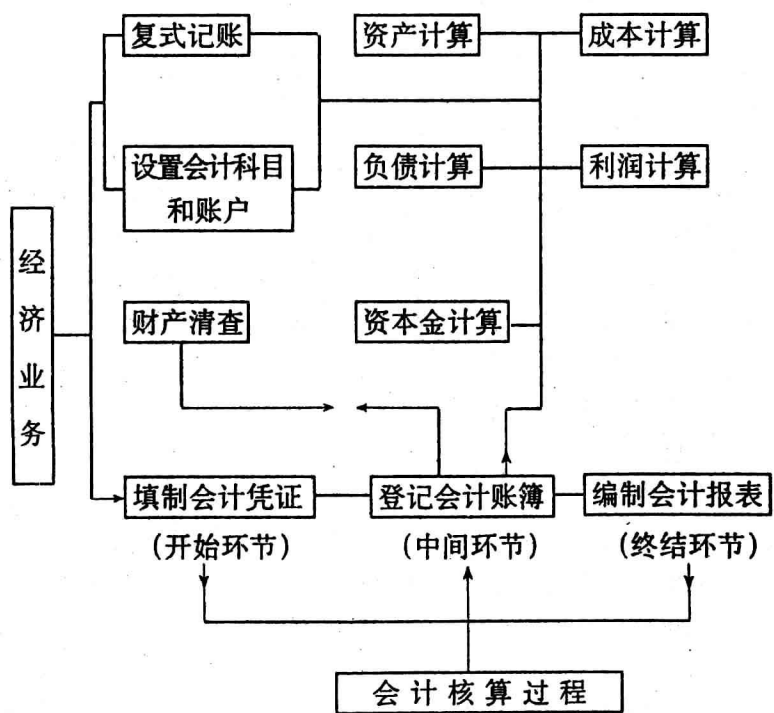 复式记账
资产计算
成本计算
设置会计科目
和账户
负债计算
利润计算
经济业务
财产清查
资本金计算
填制会计凭证
登记会计账簿
编制会计报表
(开始环节)
(中间环节)
(终结环节)
会计核算过程